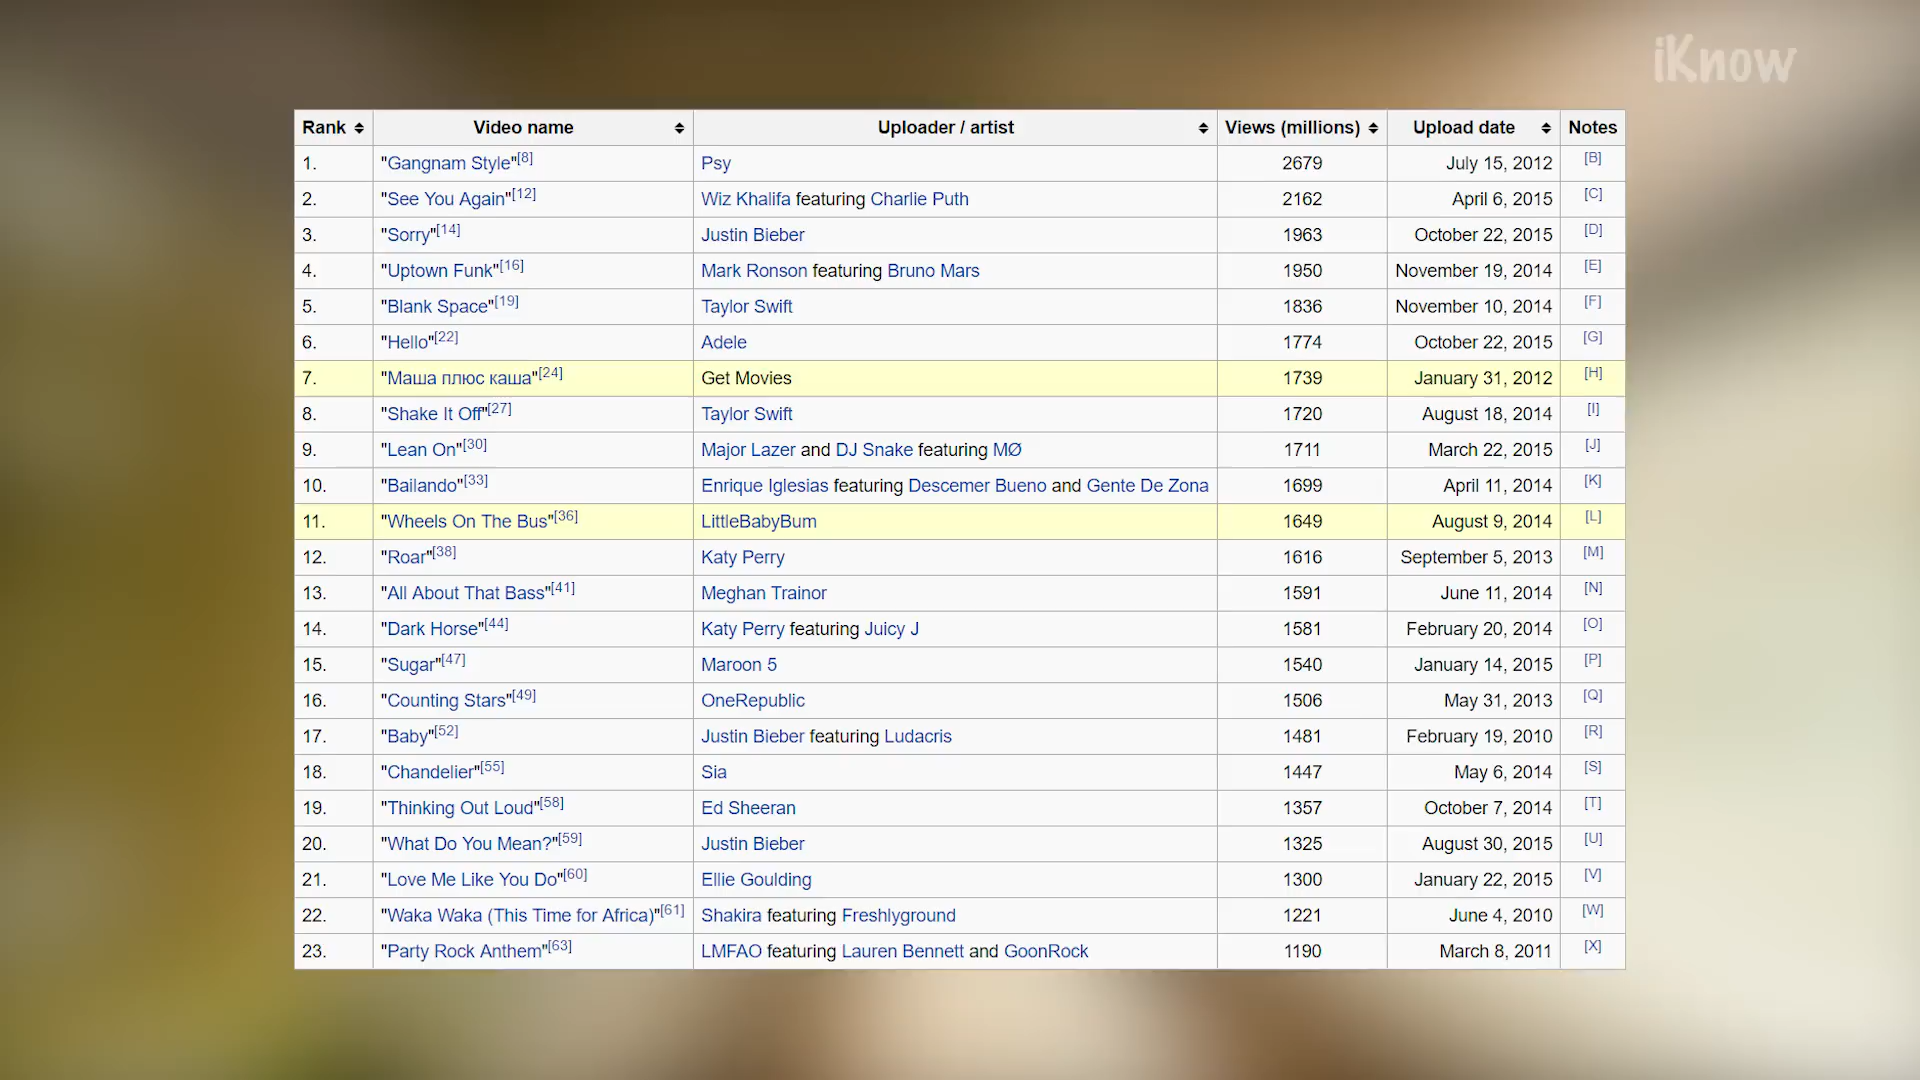 iKnow
Rank Video name Uploader / artist Views (millions) Upload date Notes
1. "Gangnam Style"[8] Psy 2679 July 15, 2012 [B]
2. "See You Again"[12] Wiz Khalifa featuring Charlie Puth 2162 April 6, 2015 [C]
3. "Sorry"[14] Justin Bieber 1963 October 22, 2015 [D]
4. "Uptown Funk"[16] Mark Ronson featuring Bruno Mars 1950 November 19, 2014 [E]
5. "Blank Space"[19] Taylor Swift 1836 November 10, 2014 [F]
6. "Hello"[22] Adele 1774 October 22, 2015 [G]
7. "Маша плюс каша"[24] Get Movies 1739 January 31, 2012 [H]
8. "Shake It Off"[27] Taylor Swift 1720 August 18, 2014 [I]
9. "Lean On"[30] Major Lazer and DJ Snake featuring MØ 1711 March 22, 2015 [J]
10. "Bailando"[33] Enrique Iglesias featuring Descemer Bueno and Gente De Zona 1699 April 11, 2014 [K]
11. "Wheels On The Bus"[36] LittleBabyBum 1649 August 9, 2014 [L]
12. "Roar"[38] Katy Perry 1616 September 5, 2013 [M]
13. "All About That Bass"[41] Meghan Trainor 1591 June 11, 2014 [N]
14. "Dark Horse"[44] Katy Perry featuring Juicy J 1581 February 20, 2014 [O]
15. "Sugar"[47] Maroon 5 1540 January 14, 2015 [P]
16. "Counting Stars"[49] OneRepublic 1506 May 31, 2013 [Q]
17. "Baby"[52] Justin Bieber featuring Ludacris 1481 February 19, 2010 [R]
18. "Chandelier"[55] Sia 1447 May 6, 2014 [S]
19. "Thinking Out Loud"[58] Ed Sheeran 1357 October 7, 2014 [T]
20. "What Do You Mean?"[59] Justin Bieber 1325 August 30, 2015 [U]
21. "Love Me Like You Do"[60] Ellie Goulding 1300 January 22, 2015 [V]
22. "Waka Waka (This Time for Africa)"[61] Shakira featuring Freshlyground 1221 June 4, 2010 [W]
23. "Party Rock Anthem"[63] LMFAO featuring Lauren Bennett and GoonRock 1190 March 8, 2011 [X]